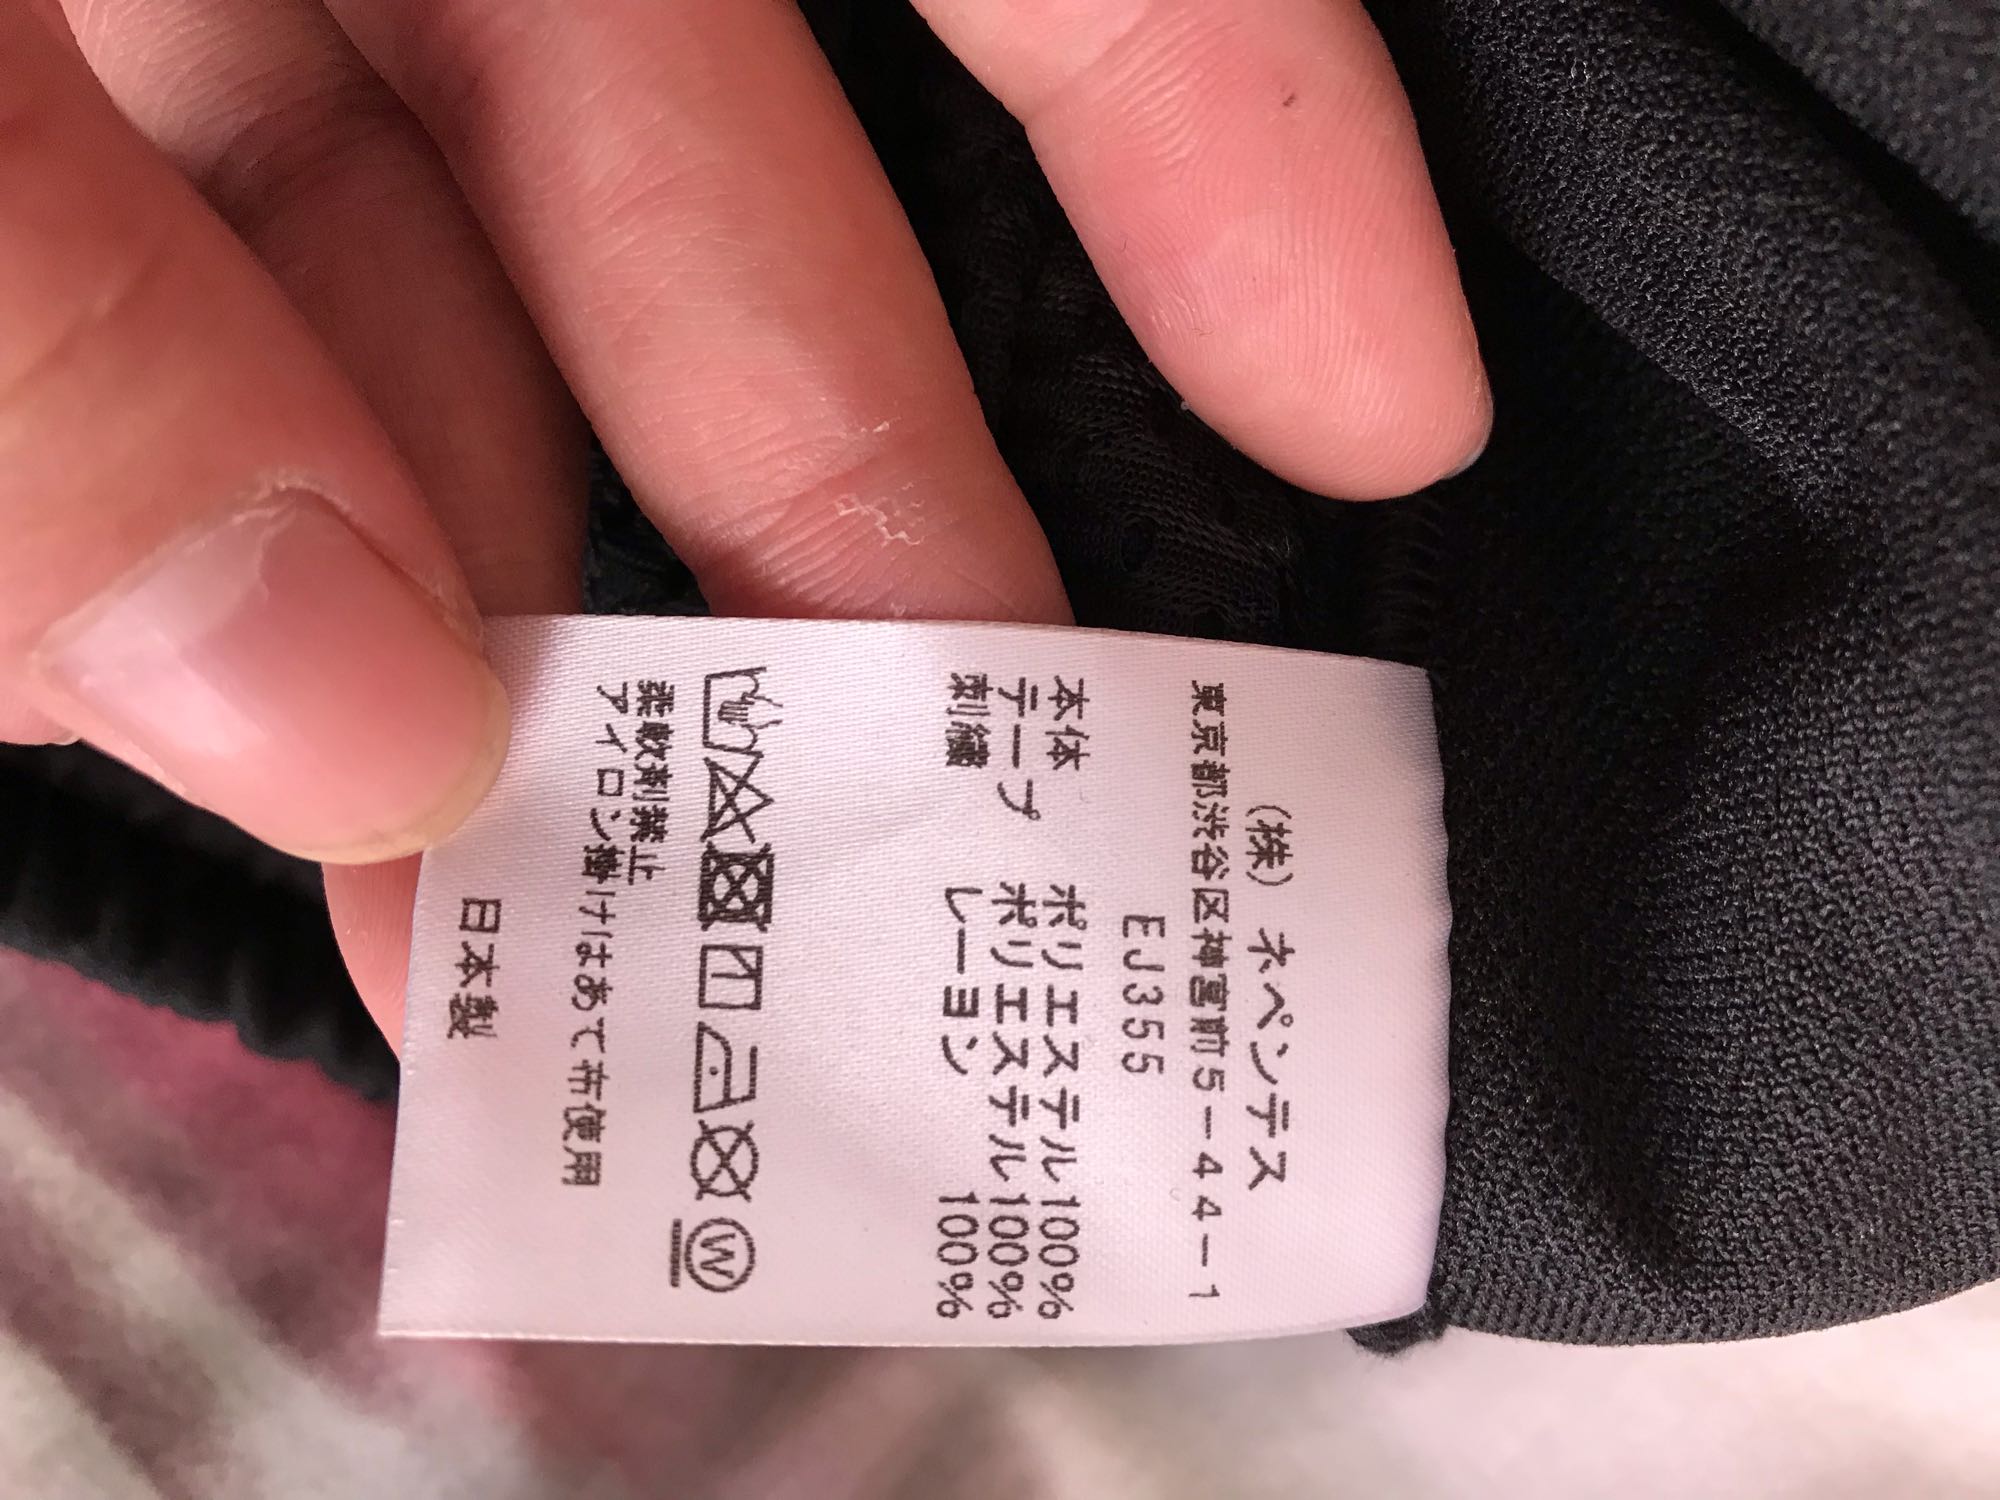 (株) ネペンテス
東京都渋谷区神宮前5-44-1
EJ355
本体 ポリエステル100%
テープ ポリエステル100%
刺繍 レーヨン 100%
W
柔軟剤禁止
アイロン掛けはあて布使用
日本製